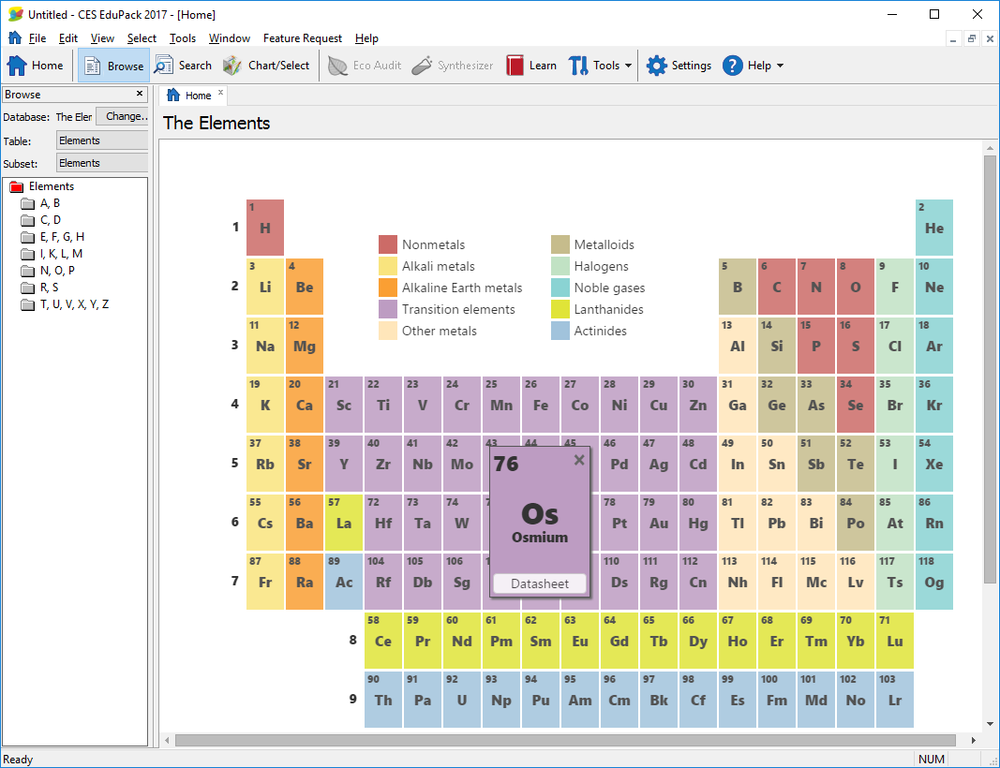 Untitled - CES EduPack 2017 - [Home]
File Edit View Select Tools Window Feature Request Help
Home Browse Search Chart/Select Eco Audit Synthesizer Learn Tools Settings Help
Browse
Home
Database: The Eler Change..
The Elements
Table: Elements
Subset: Elements
Elements
A, B
C, D
E, F, G, H
I, K, L, M
N, O, P
R, S
T, U, V, X, Y, Z
Nonmetals Metalloids
Alkali metals Halogens
Alkaline Earth metals Noble gases
Transition elements Lanthanides
Other metals Actinides
1 2
1 H He
3 4 5 6 7 8 9 10
2 Li Be B C N O F Ne
11 12 13 14 15 16 17 18
3 Na Mg Al Si P S Cl Ar
19 20 21 22 23 24 25 26 27 28 29 30 31 32 33 34 35 36
4 K Ca Sc Ti V Cr Mn Fe Co Ni Cu Zn Ga Ge As Se Br Kr
37 38 39 40 41 42 43 44 45 46 47 48 49 50 51 52 53 54
5 Rb Sr Y Zr Nb Mo Pd Ag Cd In Sn Sb Te I Xe
76
Os
Osmium
Datasheet
55 56 57 72 73 74 78 79 80 81 82 83 84 85 86
6 Cs Ba La Hf Ta W Pt Au Hg Tl Pb Bi Po At Rn
87 88 89 104 105 106 110 111 112 113 114 115 116 117 118
7 Fr Ra Ac Rf Db Sg Ds Rg Cn Nh Fl Mc Lv Ts Og
58 59 60 61 62 63 64 65 66 67 68 69 70 71
8 Ce Pr Nd Pm Sm Eu Gd Tb Dy Ho Er Tm Yb Lu
90 91 92 93 94 95 96 97 98 99 100 101 102 103
9 Th Pa U Np Pu Am Cm Bk Cf Es Fm Md No Lr
Ready NUM